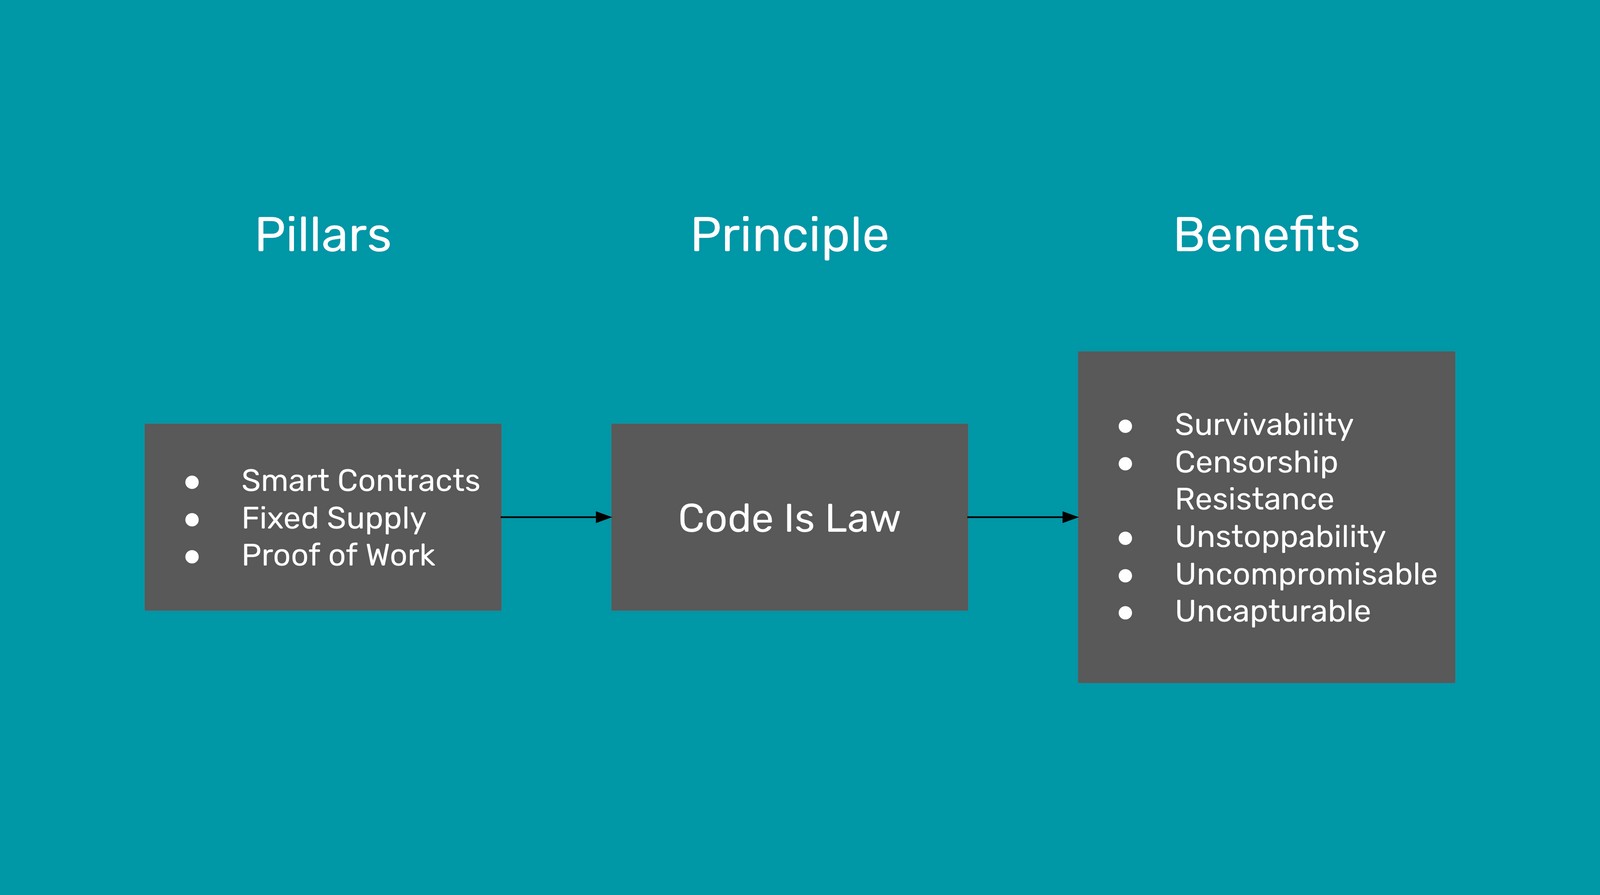 Pillars
Principle
Benefits
● Smart Contracts
● Fixed Supply
● Proof of Work
Code Is Law
● Survivability
● Censorship
Resistance
● Unstoppability
● Uncompromisable
● Uncapturable